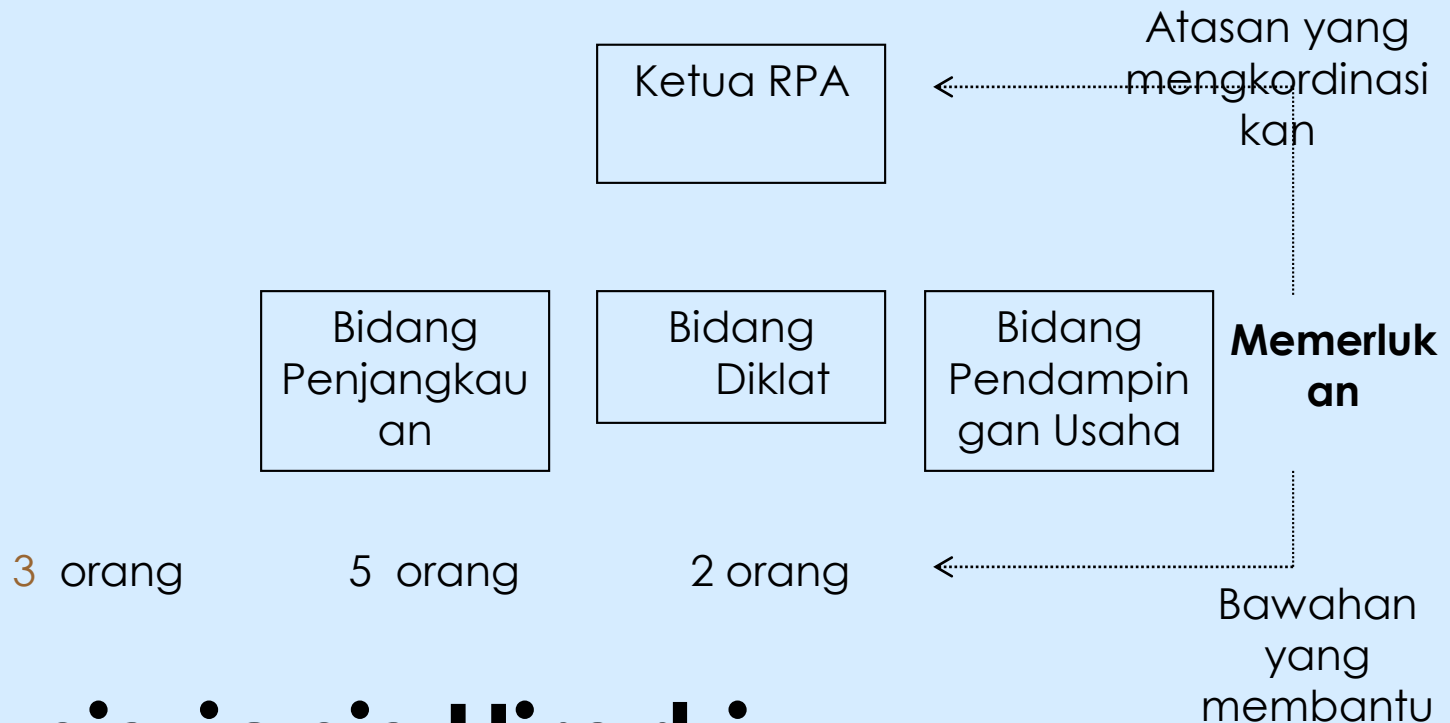 Atasan yang
mengkordinasi
kan
Ketua RPA
Bidang
Penjangkau
an
Bidang
Diklat
Bidang
Pendampin
gan Usaha
Memerluk
an
3 orang
5 orang
2 orang
Bawahan
yang
membantu